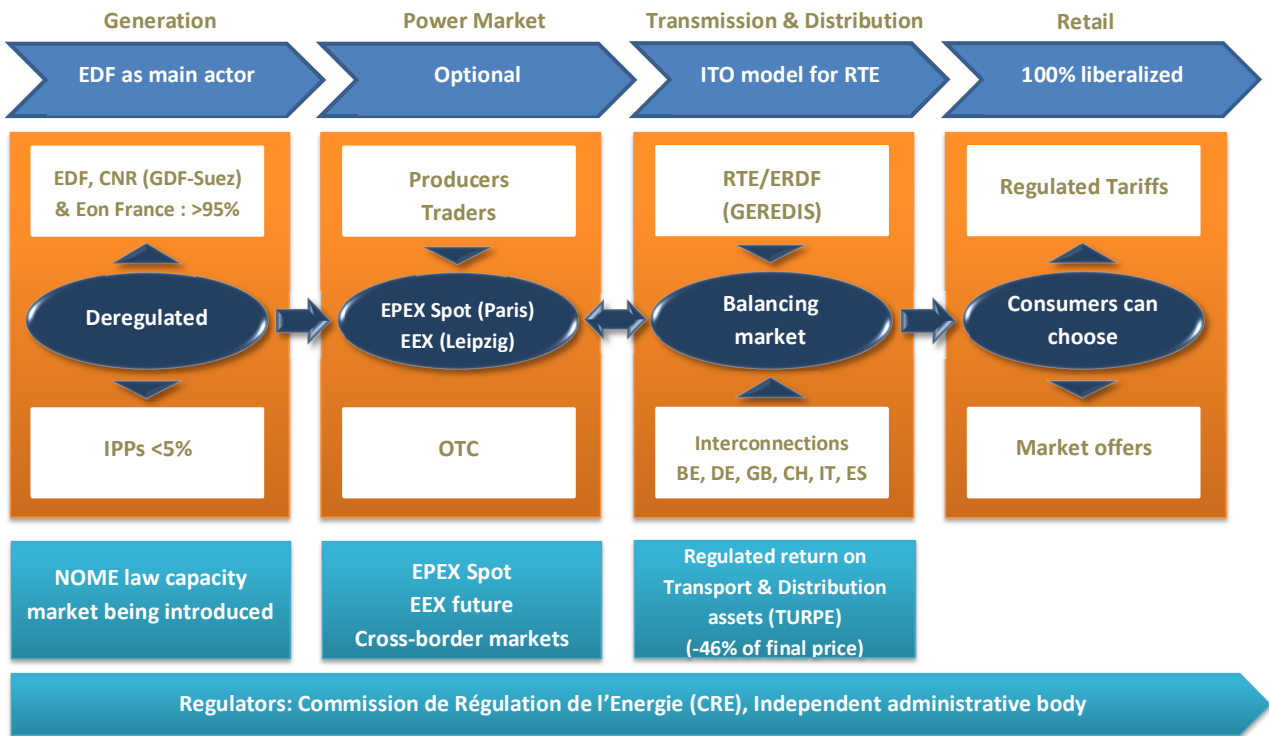 Generation
Power Market
Transmission & Distribution
Retail
EDF as main actor
Optional
ITO model for RTE
100% liberalized
EDF, CNR (GDF-Suez)
& Eon France : >95%
Deregulated
IPPs <5%
Producers
Traders
EPEX Spot (Paris)
EEX (Leipzig)
OTC
RTE/ERDF
(GEREDIS)
Balancing
market
Interconnections
BE, DE, GB, CH, IT, ES
Regulated Tariffs
Consumers can
choose
Market offers
NOME law capacity
market being introduced
EPEX Spot
EEX future
Cross-border markets
Regulated return on
Transport & Distribution
assets (TURPE)
(-46% of final price)
Regulators: Commission de Régulation de l’Energie (CRE), Independent administrative body